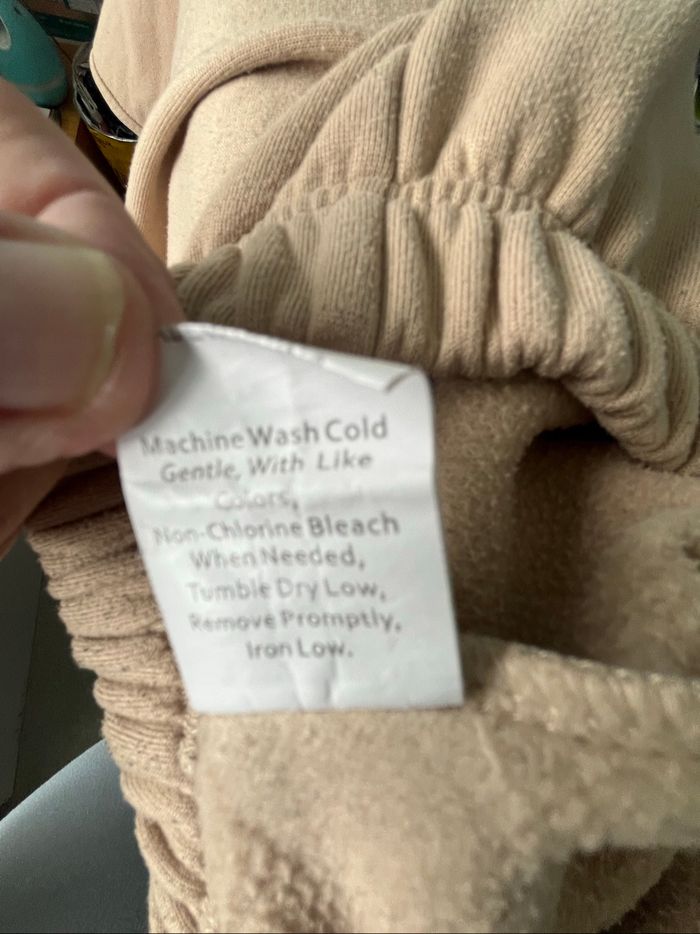 Machine Wash Cold
Gentle, With Like
Colors,
Non-Chlorine Bleach
When Needed,
Tumble Dry Low,
Remove Promptly,
Iron Low.